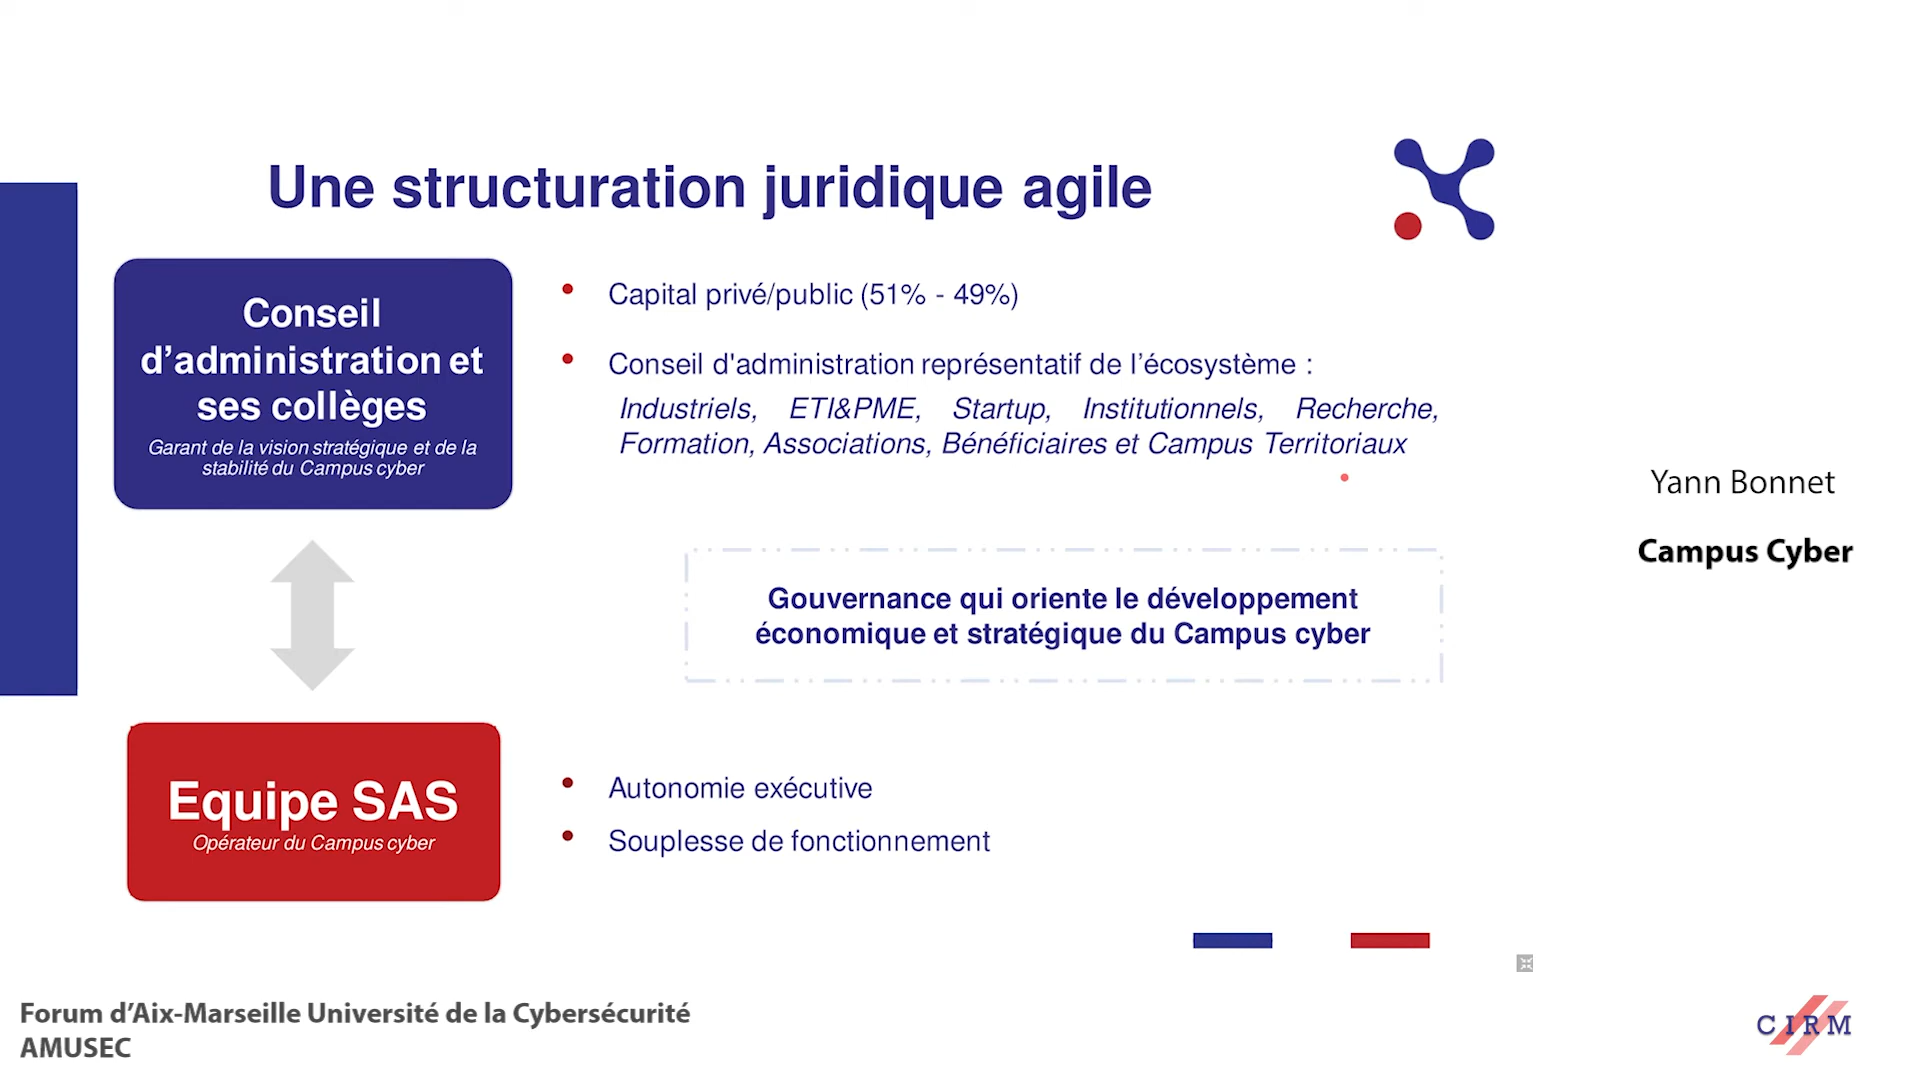 Une structuration juridique agile
Conseil
d’administration et
ses collèges
Garant de la vision stratégique et de la
stabilité du Campus cyber
• Capital privé/public (51% - 49%)
• Conseil d'administration représentatif de l’écosystème :
Industriels, ETI&PME, Startup, Institutionnels, Recherche,
Formation, Associations, Bénéficiaires et Campus Territoriaux
Gouvernance qui oriente le développement
économique et stratégique du Campus cyber
Equipe SAS
Opérateur du Campus cyber
• Autonomie exécutive
• Souplesse de fonctionnement
Yann Bonnet
Campus Cyber
Forum d’Aix-Marseille Université de la Cybersécurité
AMUSEC
CIRM